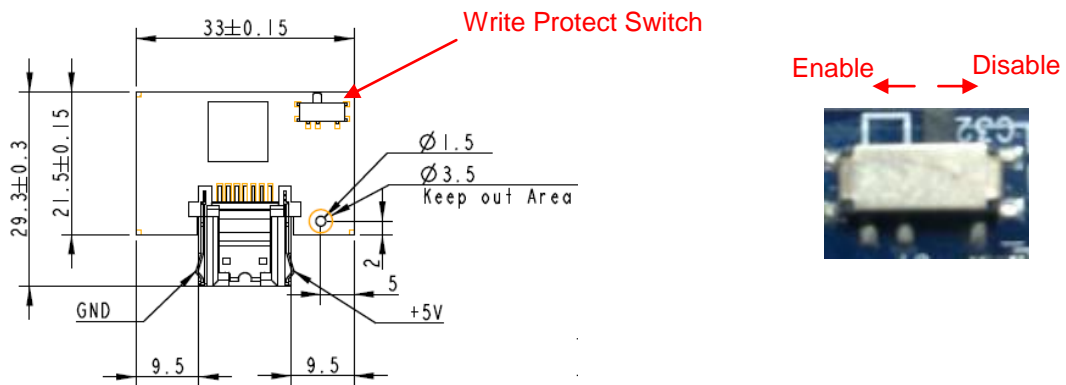 33±0.15
Write Protect Switch
Enable
Disable
29.3±0.3
21.5±0.15
Ø1.5
Ø3.5
Keep out Area
2
5
GND
+5V
9.5
9.5
C32